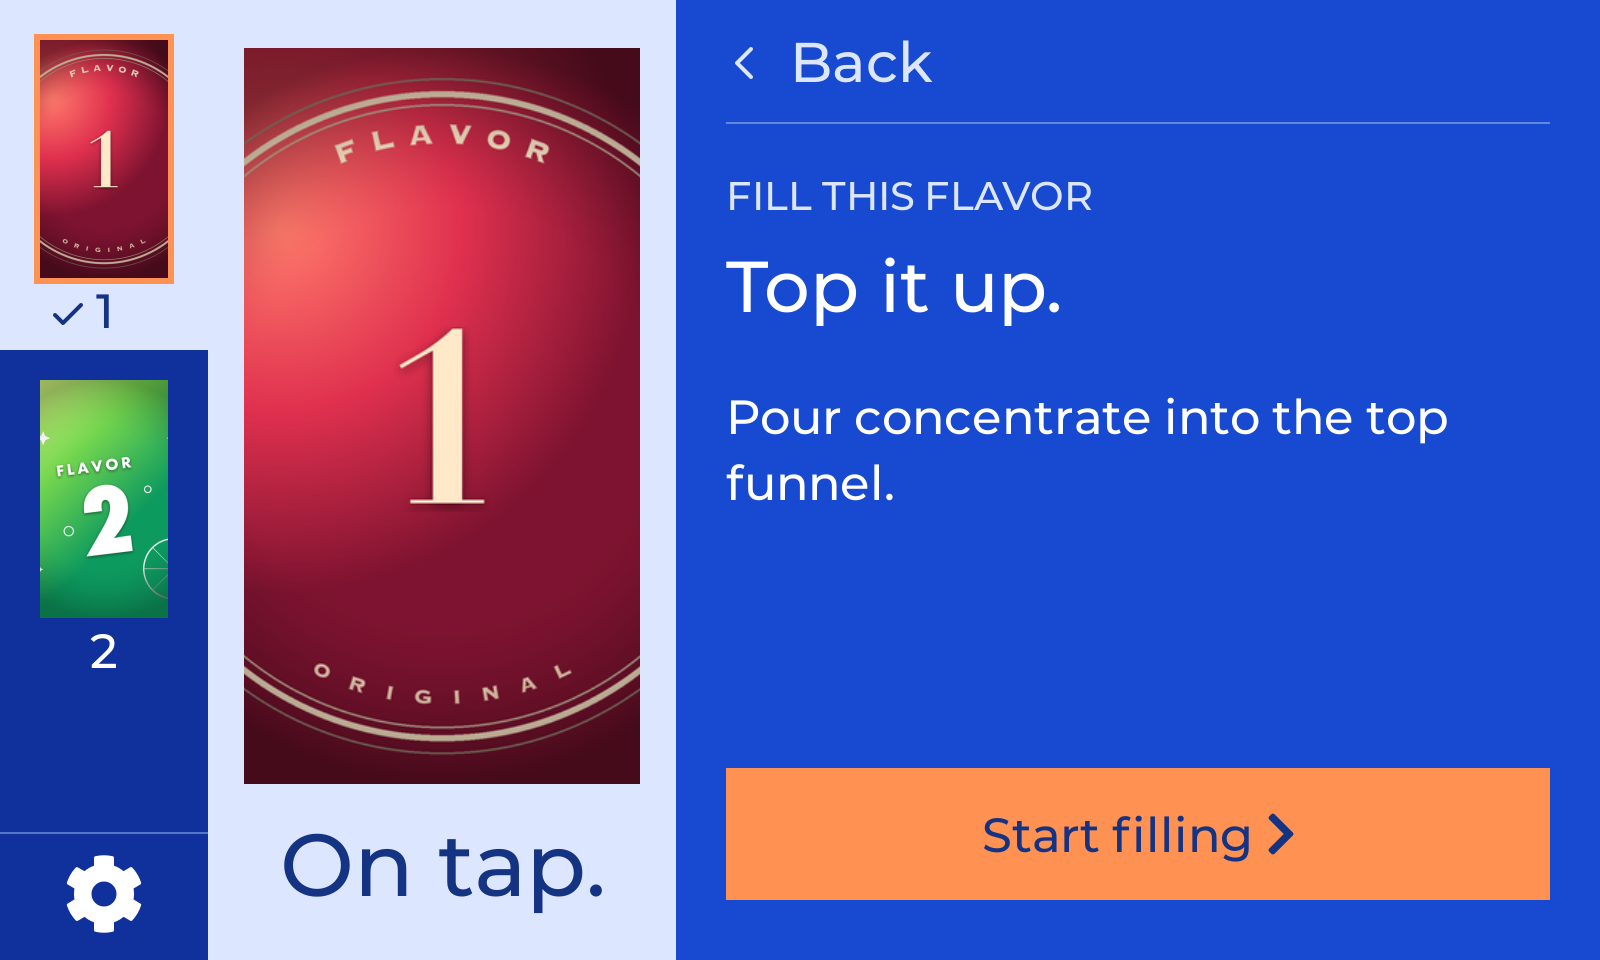 FLAVOR
1
ORIGINAL
1
FLAVOR
2
2
FLAVOR
1
ORIGINAL
On tap.
Back
FILL THIS FLAVOR
Top it up.
Pour concentrate into the top
funnel.
Start filling